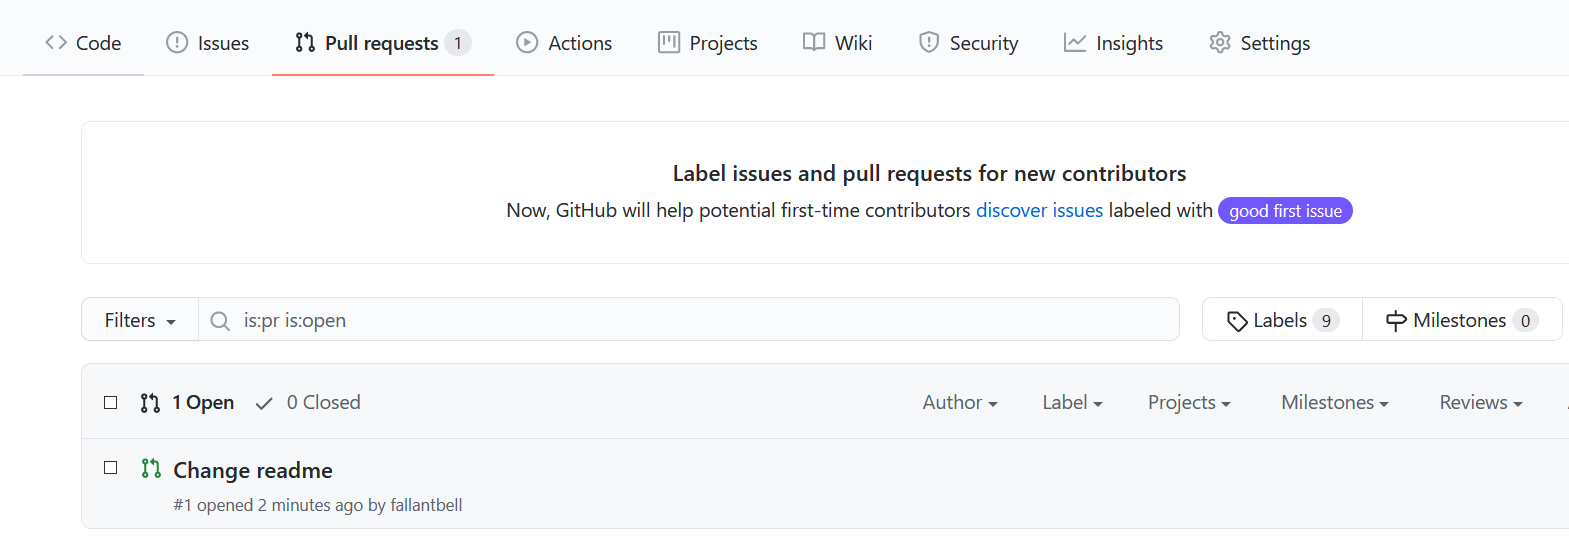 Code Issues Pull requests 1 Actions Projects Wiki Security Insights Settings
Label issues and pull requests for new contributors
Now, GitHub will help potential first-time contributors discover issues labeled with good first issue
Filters is:pr is:open Labels 9 Milestones 0
1 Open 0 Closed Author Label Projects Milestones Reviews
Change readme
#1 opened 2 minutes ago by fallantbell